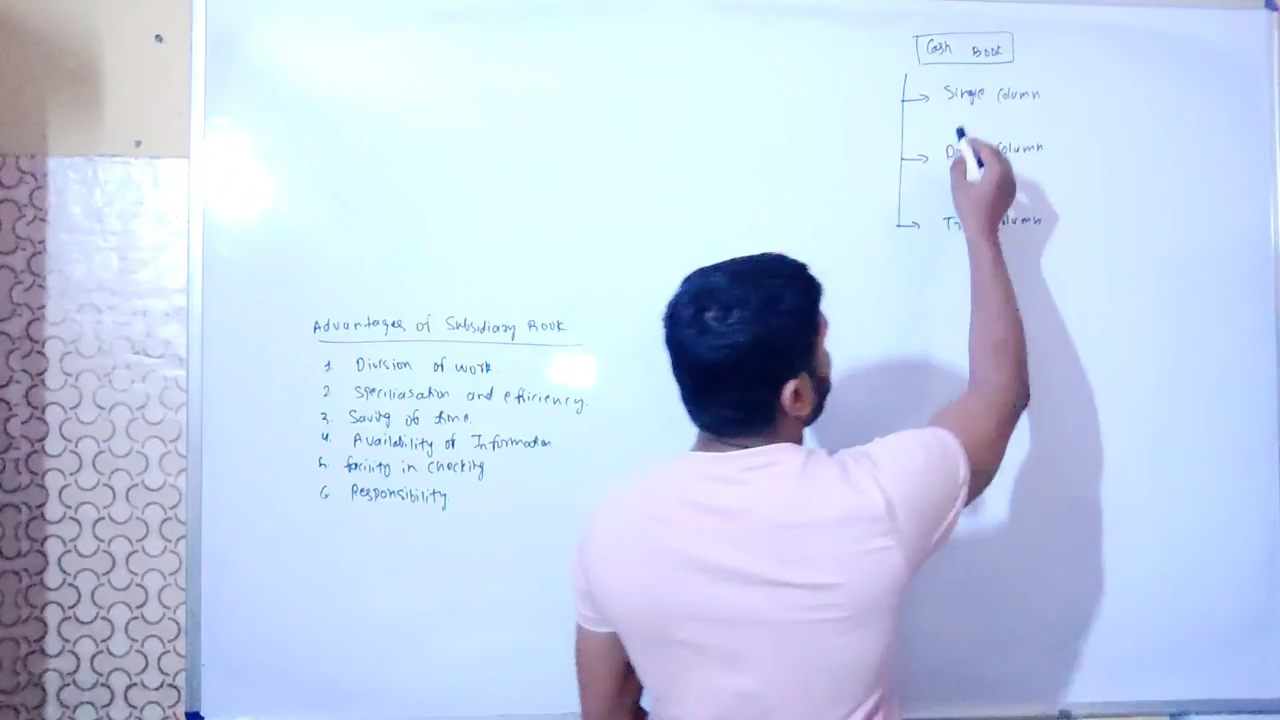 Cash Book
Single Column
Column
Column
Advantages of Subsidiary Book
1. Division of work
2 Speciliasation and efficiency.
3. Saving of time.
4. Availability of Information
5. facility in checking
6 Responsibility.